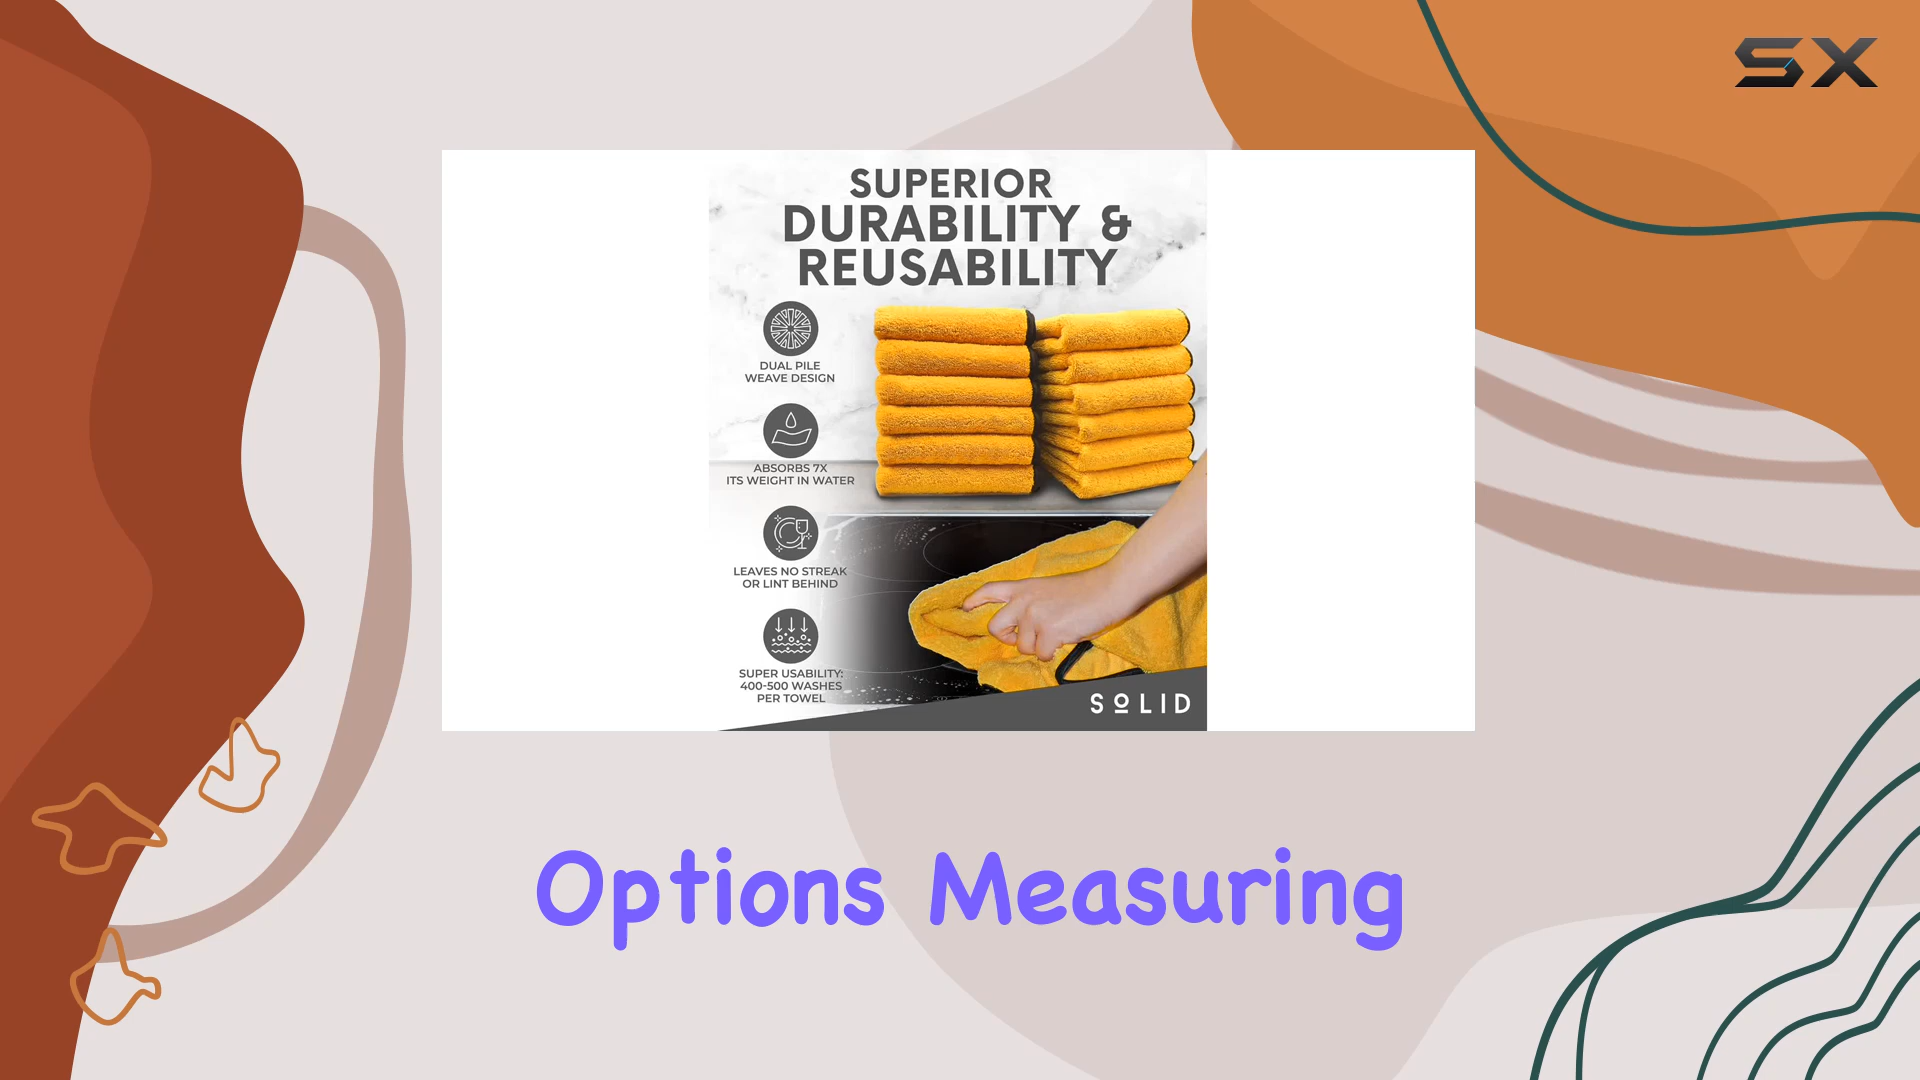 SX
SUPERIOR
DURABILITY &
REUSABILITY
DUAL PILE
WEAVE DESIGN
ABSORBS 7X
ITS WEIGHT IN WATER
LEAVES NO STREAK
OR LINT BEHIND
SUPER USABILITY:
400-500 WASHES
PER TOWEL
SOLID
Options Measuring